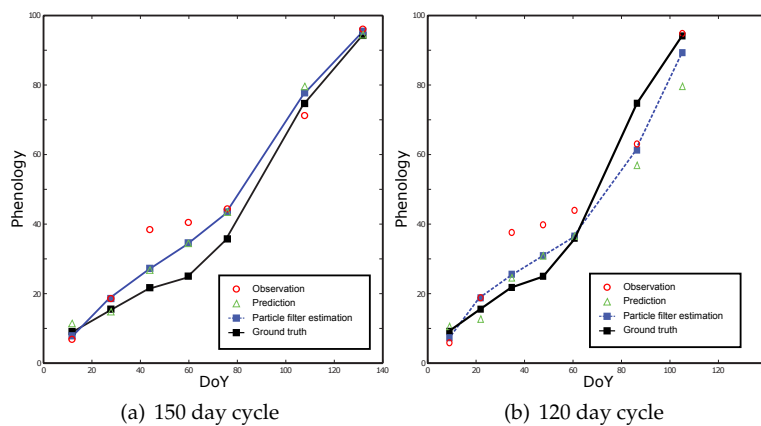 100
80
60
40
20
0
Phenology
0 20 40 60 80 100 120 140
DoY
Observation
Prediction
Particle filter estimation
Ground truth
(a) 150 day cycle
100
80
60
40
20
0
Phenology
0 20 40 60 80 100 120
DoY
Observation
Prediction
Particle filter estimation
Ground truth
(b) 120 day cycle